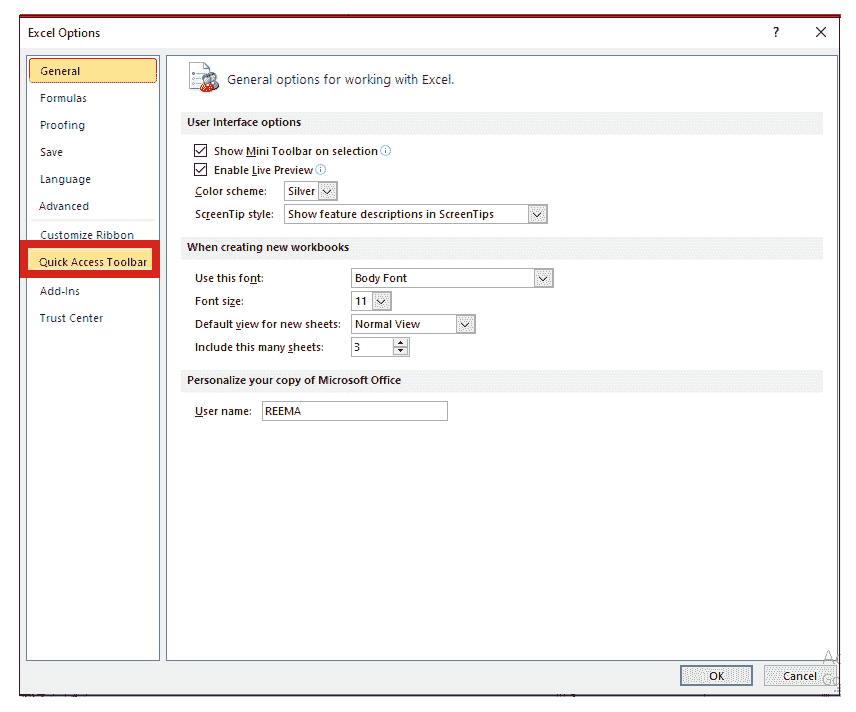 Excel Options
?
General
Formulas
Proofing
Save
Language
Advanced
Customize Ribbon
Quick Access Toolbar
Add-Ins
Trust Center
General options for working with Excel.
User Interface options
Show Mini Toolbar on selection
Enable Live Preview
Color scheme: Silver
ScreenTip style: Show feature descriptions in ScreenTips
When creating new workbooks
Use this font: Body Font
Font size: 11
Default view for new sheets: Normal View
Include this many sheets: 3
Personalize your copy of Microsoft Office
User name: REEMA
OK
Cancel